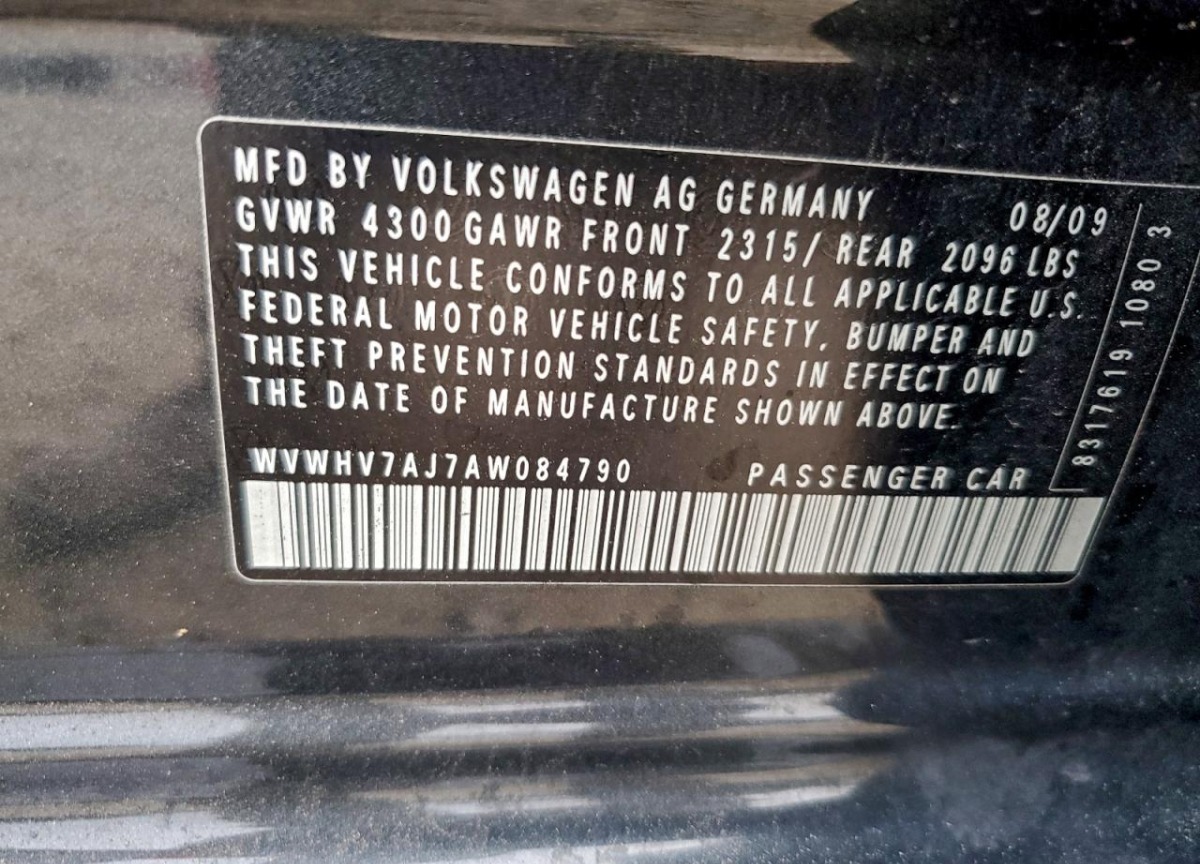 MFD BY VOLKSWAGEN AG GERMANY 08/09
GVWR 4300 GAWR FRONT 2315/ REAR 2096 LBS
THIS VEHICLE CONFORMS TO ALL APPLICABLE U.S.
FEDERAL MOTOR VEHICLE SAFETY, BUMPER AND
THEFT PREVENTION STANDARDS IN EFFECT ON
THE DATE OF MANUFACTURE SHOWN ABOVE.
WVWHV7AJ7AW084790 PASSENGER CAR
8317619 1080 3